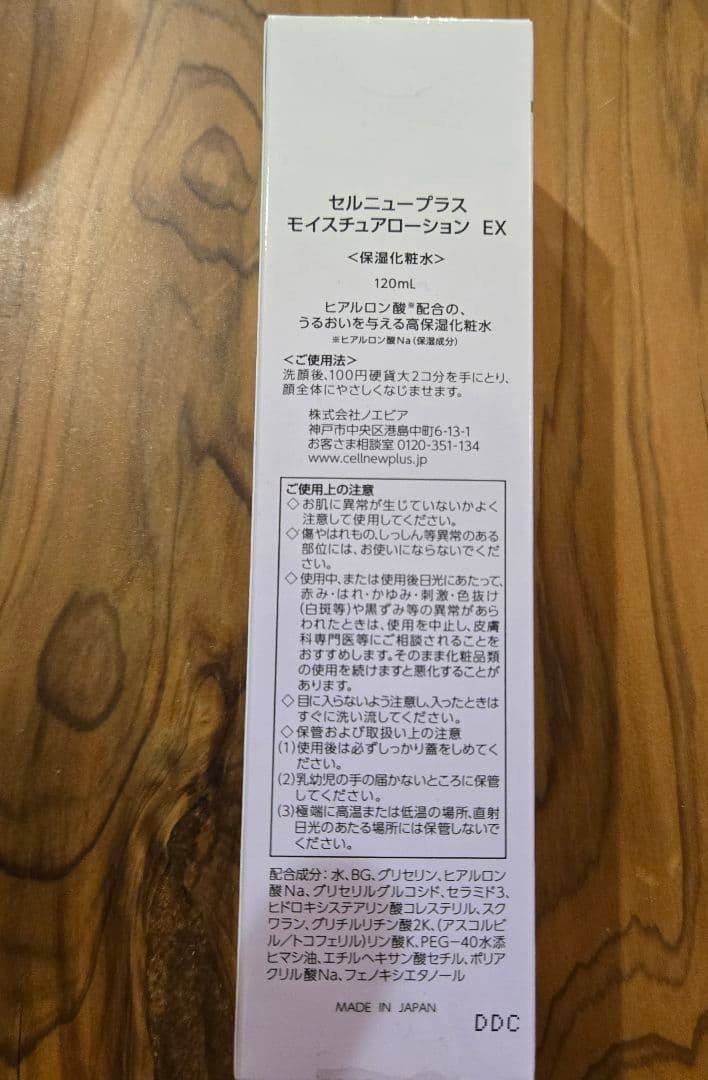 セルニュープラス
モイスチュアローション EX
＜保湿化粧水＞
120mL
ヒアルロン酸※配合の、
うるおいを与える高保湿化粧水
※ヒアルロン酸Na（保湿成分）
＜ご使用法＞
洗顔後、100円硬貨大2コ分を手にとり、
顔全体にやさしくなじませます。
株式会社ノエビア
神戸市中央区港島中町6-13-1
お客さま相談室 0120-351-134
www.cellnewplus.jp
ご使用上の注意
◇お肌に異常が生じていないかよく
注意して使用してください。
◇傷やはれもの、しっしん等異常のある
部位には、お使いにならないでくだ
さい。
◇使用中、または使用後日光にあたって、
赤み・はれ・かゆみ・刺激・色抜け
（白斑等）や黒ずみ等の異常があら
われたときは、使用を中止し、皮膚
科専門医等にご相談されることを
おすすめします。そのまま化粧品類
の使用を続けますと悪化することが
あります。
◇目に入らないよう注意し、入ったときは
すぐに洗い流してください。
◇保管および取扱い上の注意
(1)使用後は必ずしっかり蓋をしめてく
ださい。
(2)乳幼児の手の届かないところに保管
してください。
(3)極端に高温または低温の場所、直射
日光のあたる場所には保管しないで
ください。
配合成分：水、BG、グリセリン、ヒアルロン
酸Na、グリセリルグルコシド、セラミド3、
ヒドロキシステアリン酸コレステリル、スク
ワラン、グリチルリチン酸2K、（アスコルビ
ル／トコフェリル）リン酸K、PEG－40水添
ヒマシ油、エチルヘキサン酸セチル、ポリア
クリル酸Na、フェノキシエタノール
MADE IN JAPAN
DDC